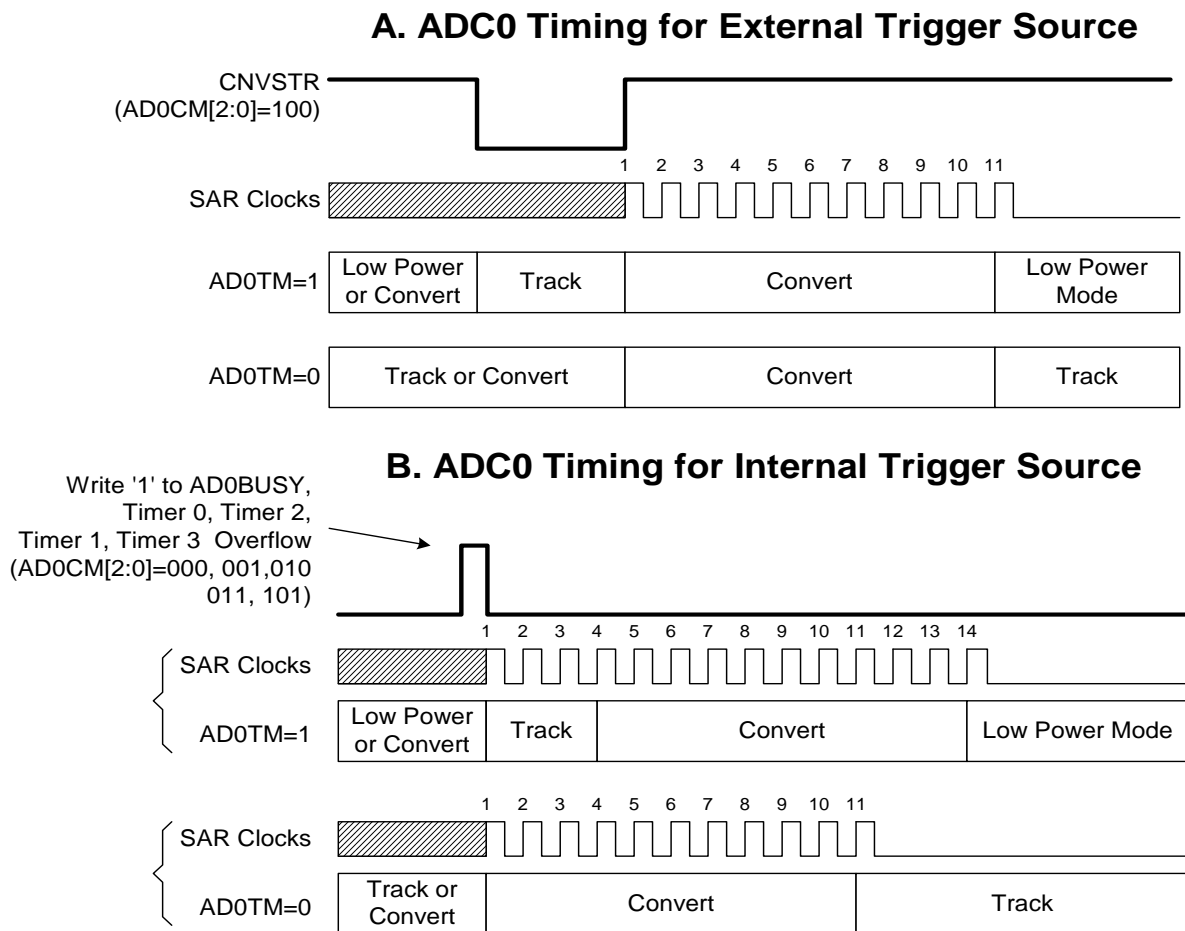 A. ADC0 Timing for External Trigger Source
CNVSTR
(AD0CM[2:0]=100)
1 2 3 4 5 6 7 8 9 10 11
SAR Clocks
AD0TM=1
Low Power
or Convert
Track
Convert
Low Power
Mode
AD0TM=0
Track or Convert
Convert
Track
B. ADC0 Timing for Internal Trigger Source
Write '1' to AD0BUSY,
Timer 0, Timer 2,
Timer 1, Timer 3 Overflow
(AD0CM[2:0]=000, 001,010
011, 101)
1 2 3 4 5 6 7 8 9 10 11 12 13 14
SAR Clocks
AD0TM=1
Low Power
or Convert
Track
Convert
Low Power Mode
1 2 3 4 5 6 7 8 9 10 11
SAR Clocks
AD0TM=0
Track or
Convert
Convert
Track